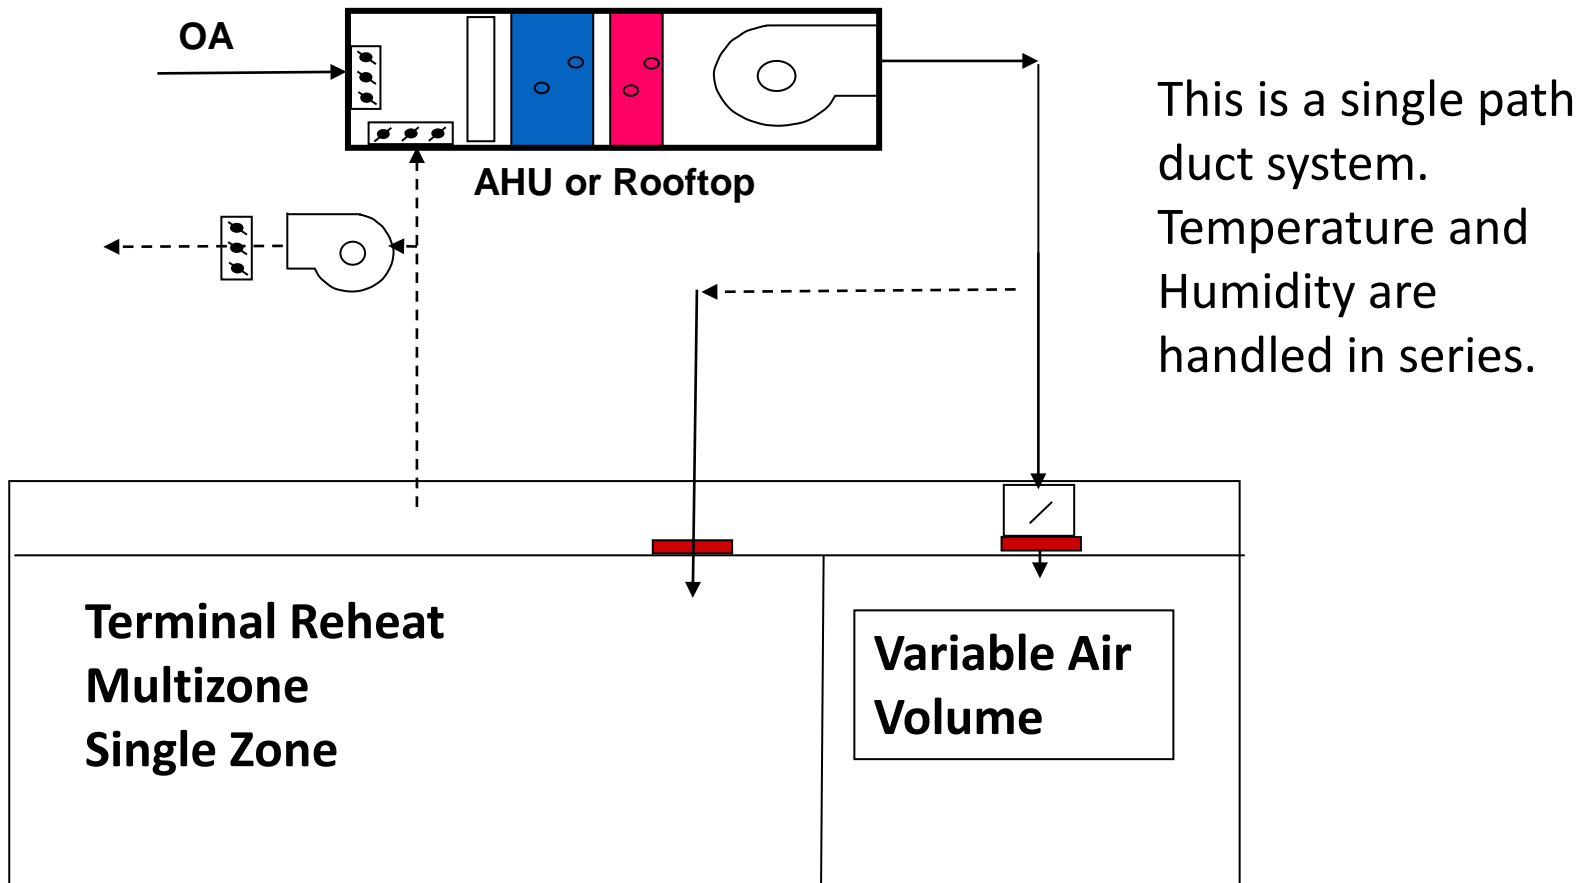 OA
AHU or Rooftop
This is a single path
duct system.
Temperature and
Humidity are
handled in series.
Terminal Reheat
Multizone
Single Zone
Variable Air
Volume